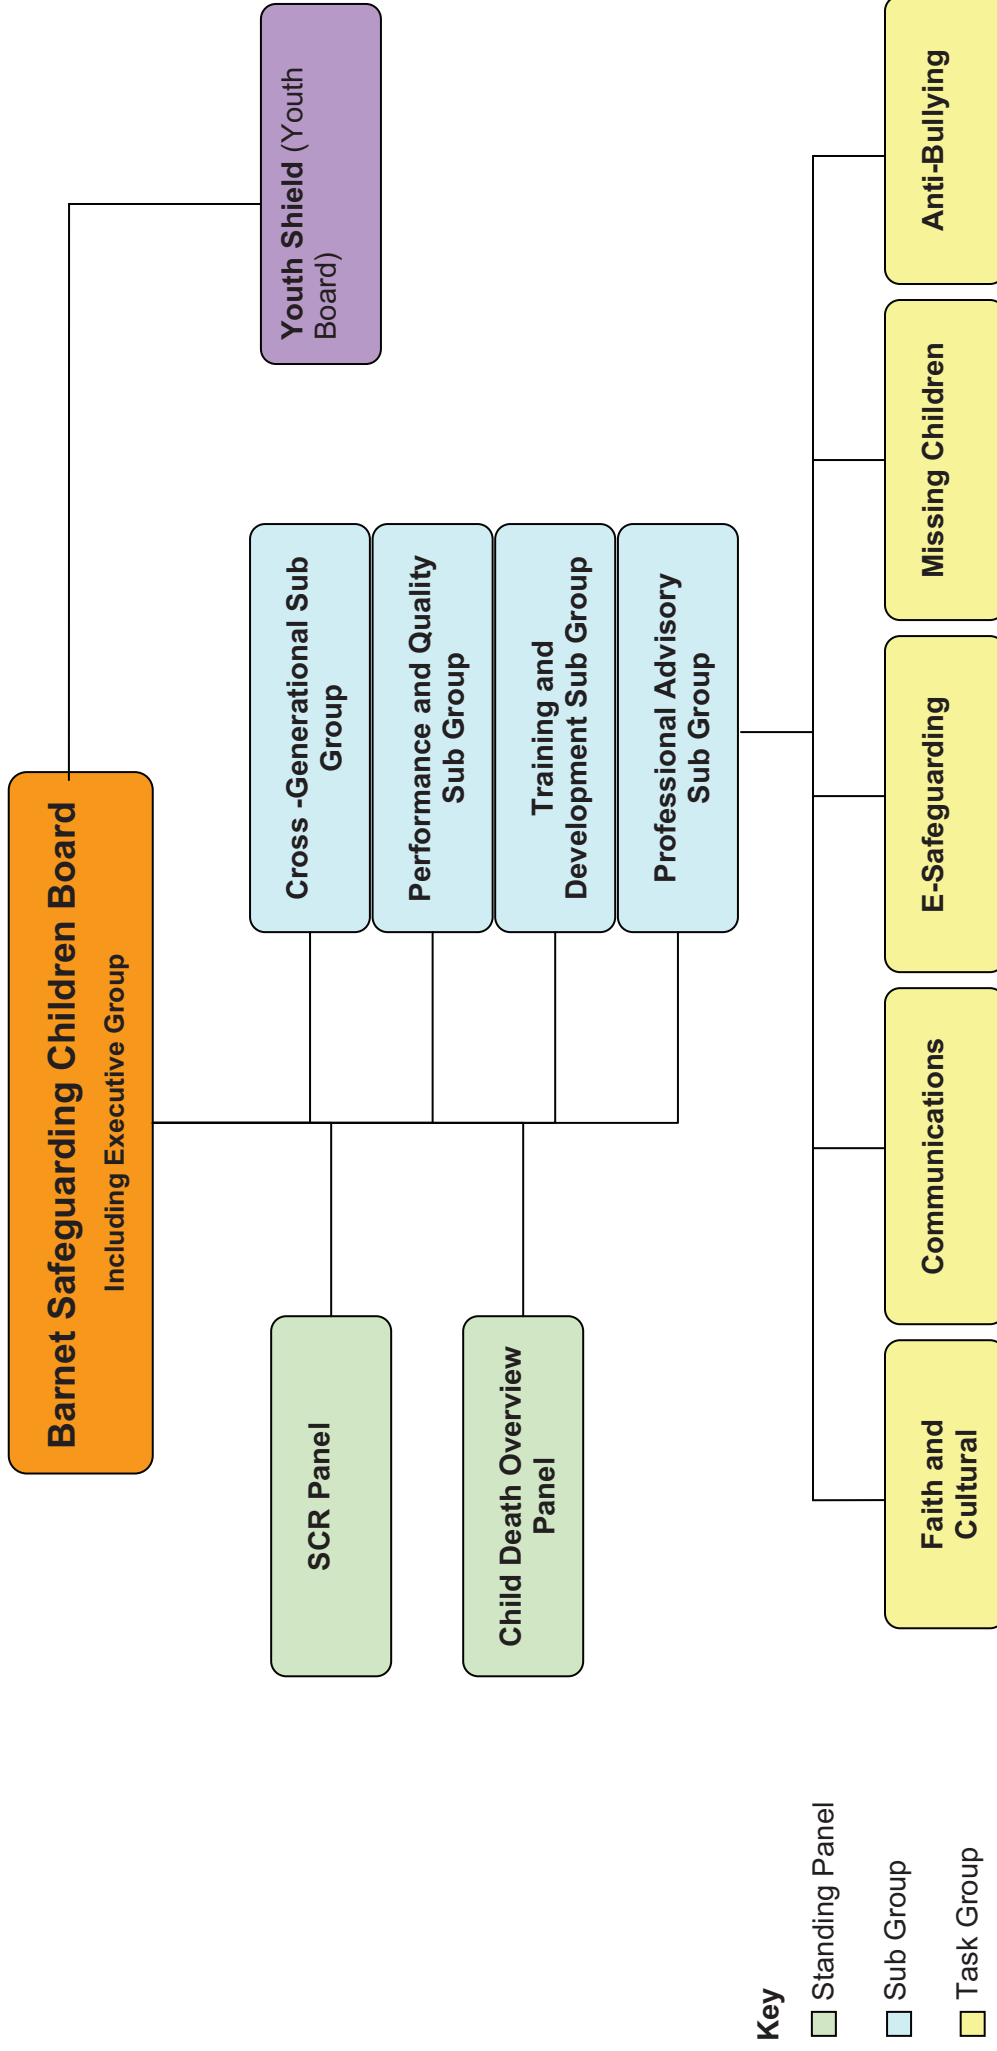 Barnet Safeguarding Children Board
Including Executive Group
Youth Shield (Youth
Board)
SCR Panel
Child Death Overview
Panel
Cross -Generational Sub
Group
Performance and Quality
Sub Group
Training and
Development Sub Group
Professional Advisory
Sub Group
Faith and
Cultural
Communications
E-Safeguarding
Missing Children
Anti-Bullying
Key
Standing Panel
Sub Group
Task Group